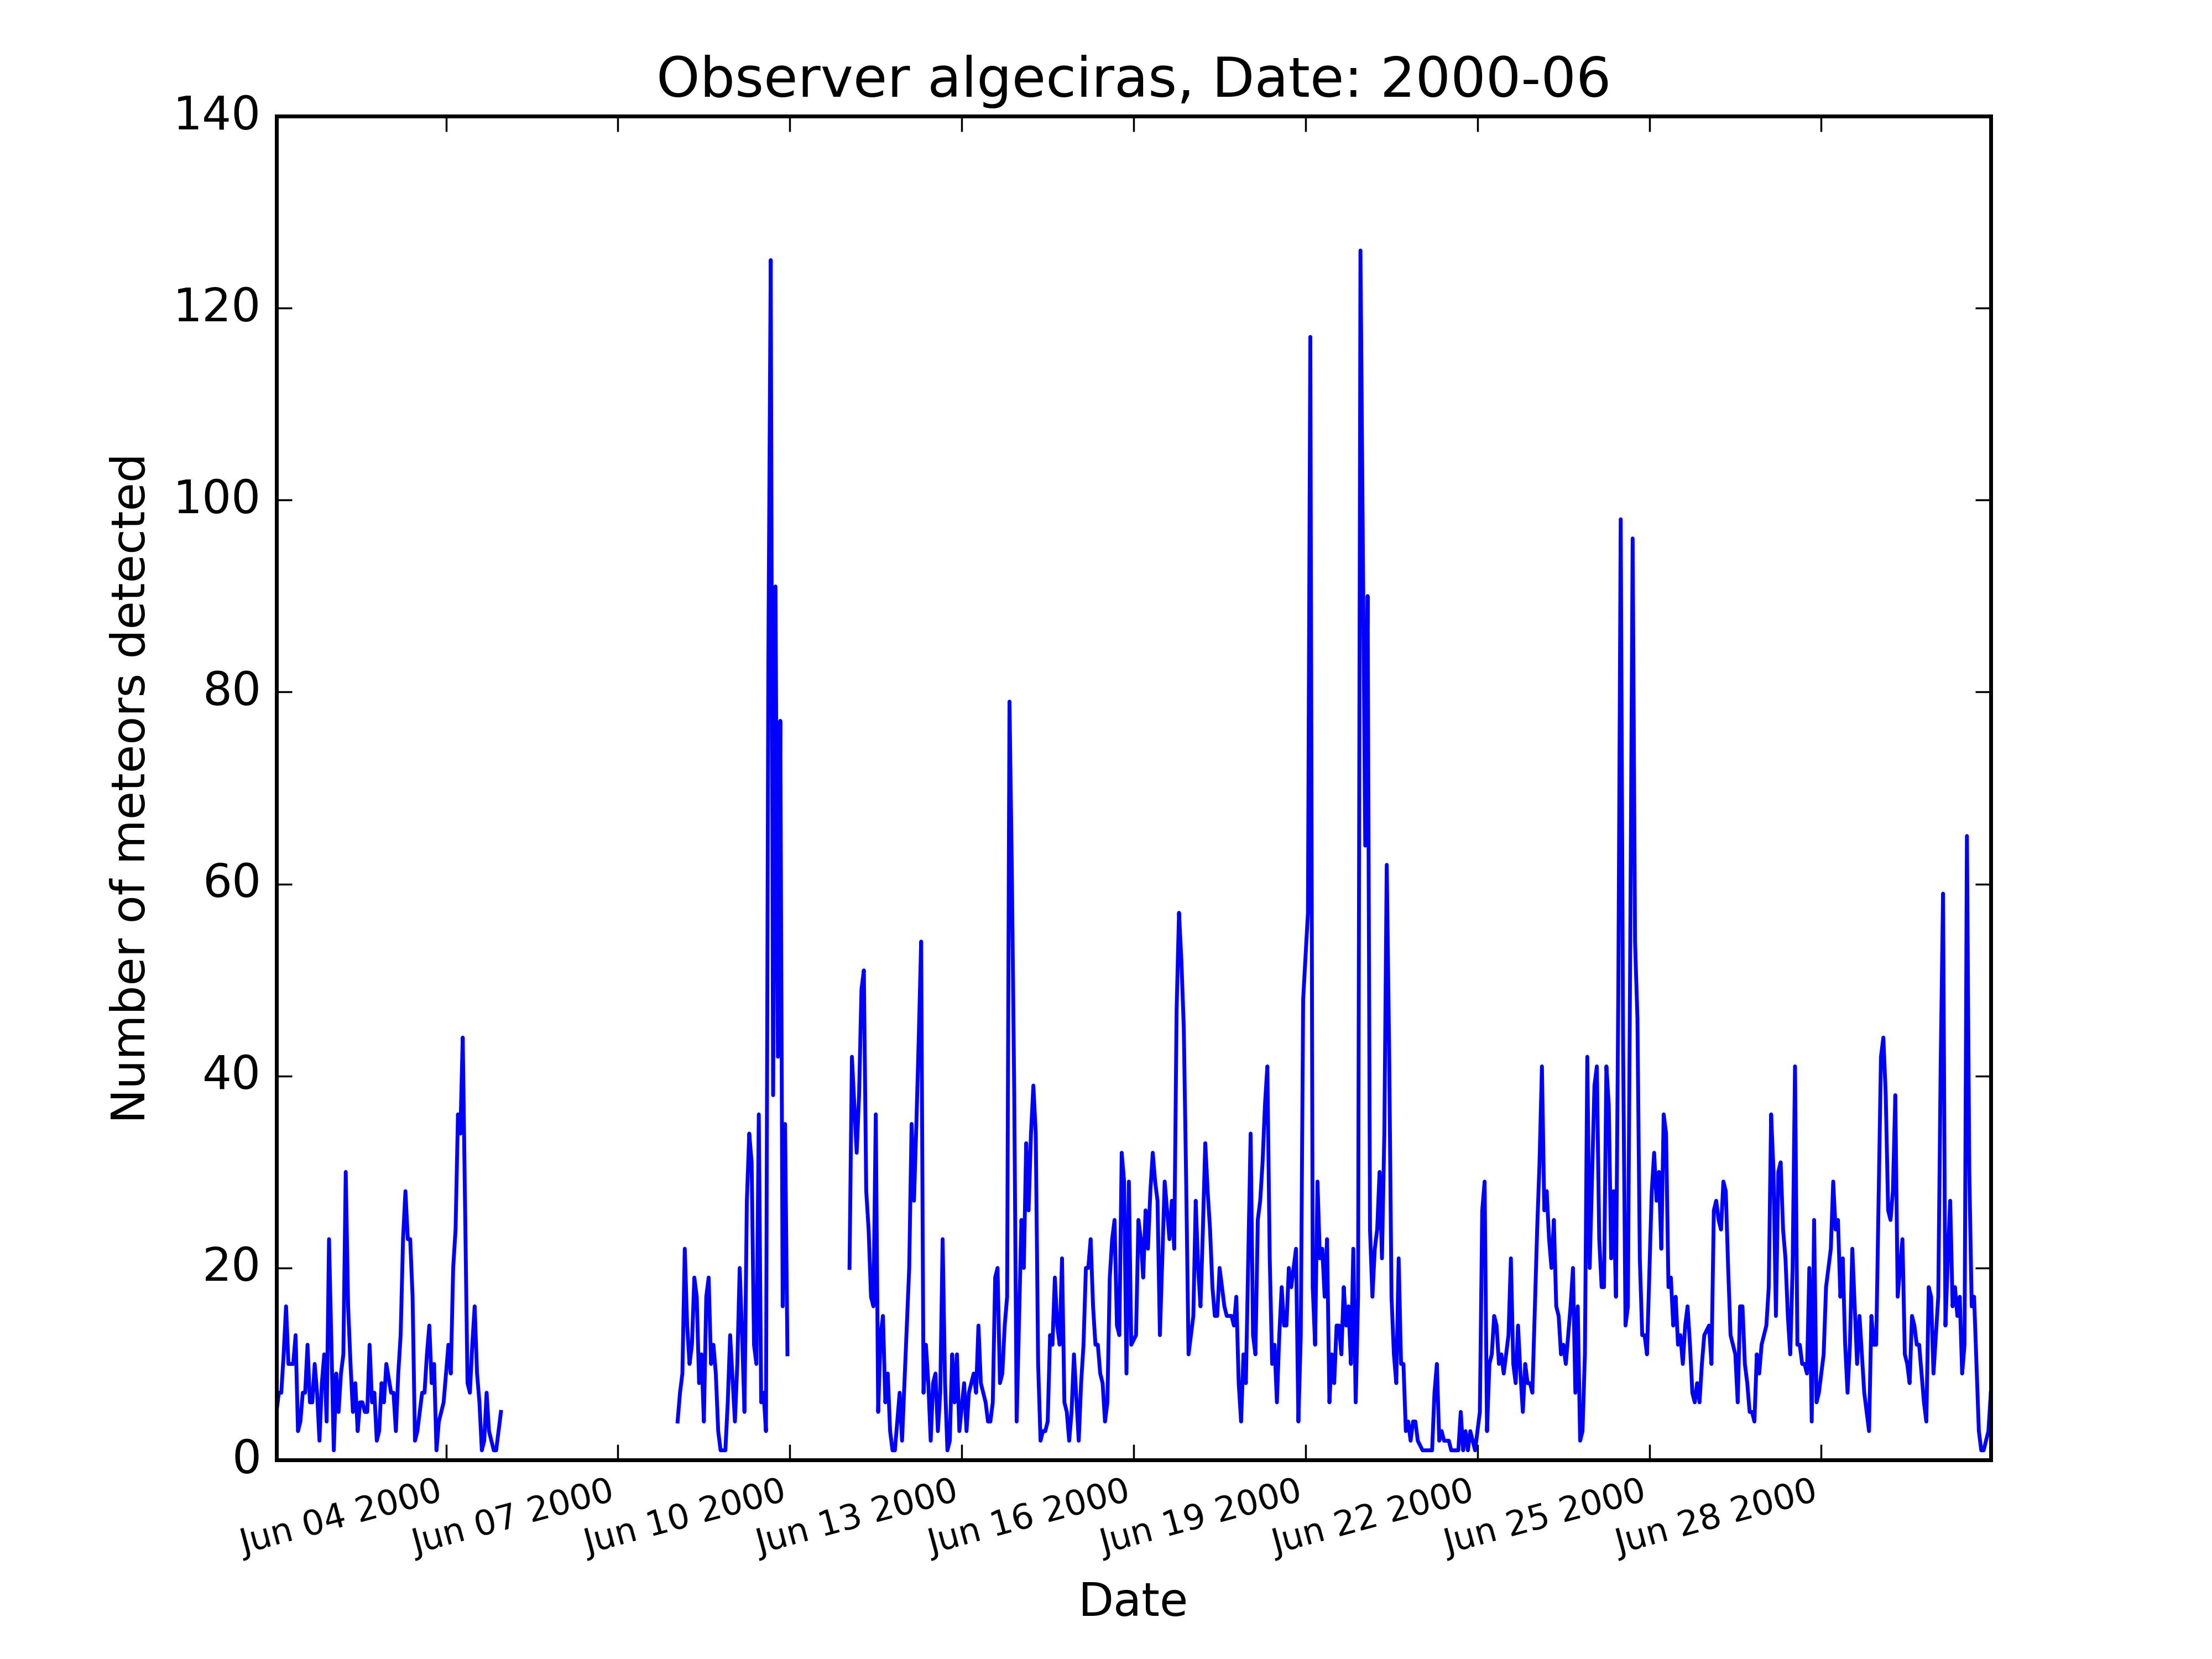 Observer algeciras, Date: 2000-06
140
120
100
80
60
40
20
0
Number of meteors detected
Jun 04 2000
Jun 07 2000
Jun 10 2000
Jun 13 2000
Jun 16 2000
Jun 19 2000
Jun 22 2000
Jun 25 2000
Jun 28 2000
Date